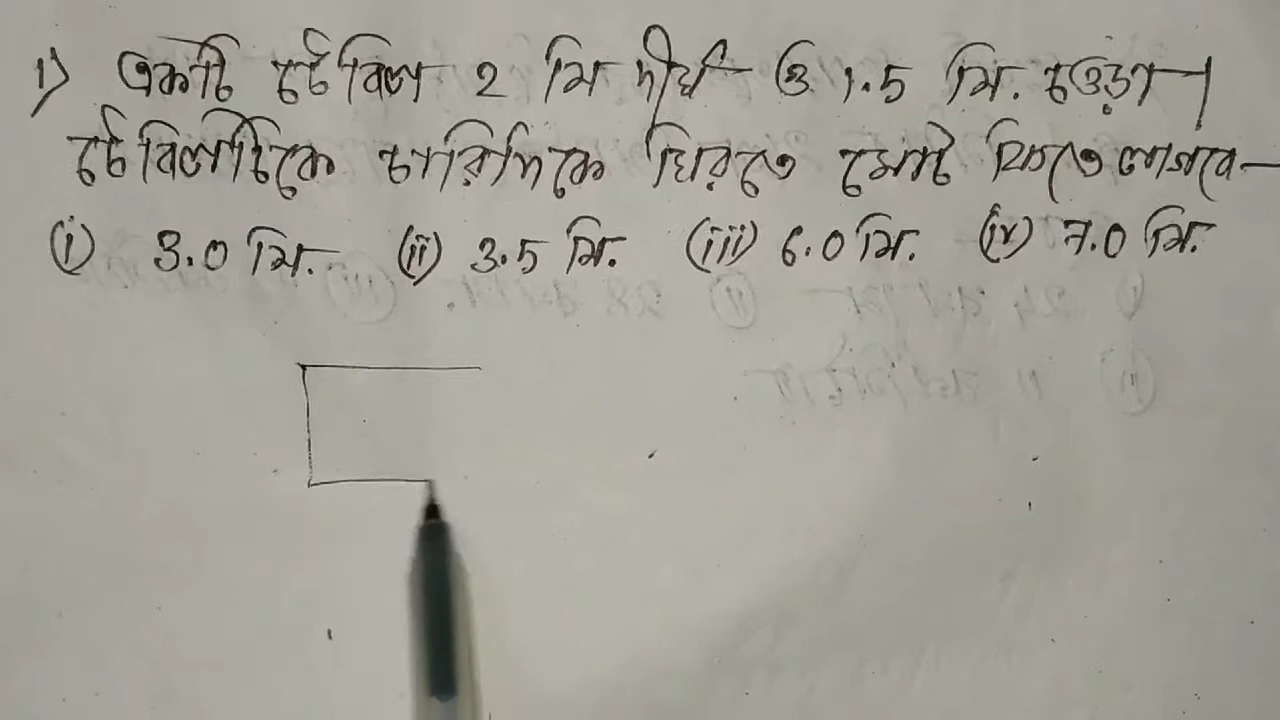 1) একটি টেবিল 2 মি দীর্ঘ ও 1.5 মি. চওড়া।
টেবিলটিকে চারিদিকে ঘিরতে মোট ফিতে লাগবে—
(i) 3.0 মি. (ii) 3.5 মি. (iii) 6.0 মি. (iv) 7.0 মি.